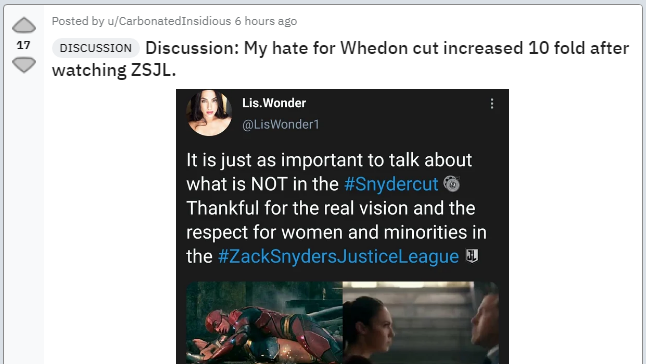 Posted by u/CarbonatedInsidious 6 hours ago
17
DISCUSSION Discussion: My hate for Whedon cut increased 10 fold after
watching ZSJL.
Lis.Wonder
@LisWonder1
It is just as important to talk about
what is NOT in the #Snydercut
Thankful for the real vision and the
respect for women and minorities in
the #ZackSnydersJusticeLeague